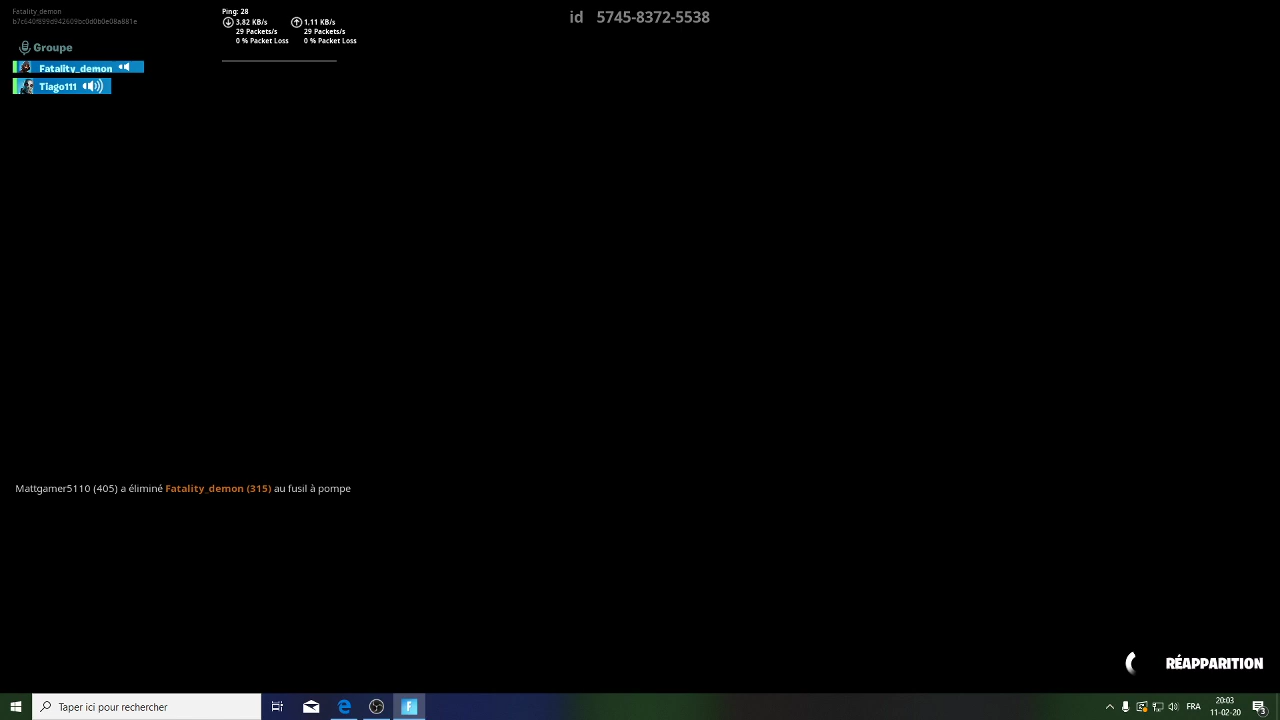 Fatality_demon
b7c640f899d942609bc0d0b0e08a881e
Groupe
Fatality_demon
Tiago111
Ping: 28
3,82 KB/s 1,11 KB/s
29 Packets/s 29 Packets/s
0 % Packet Loss 0 % Packet Loss
id 5745-8372-5538
Mattgamer5110 (405) a éliminé Fatality_demon (315) au fusil à pompe
RÉAPPARITION
Taper ici pour rechercher
FRA
20:03
11-02-20